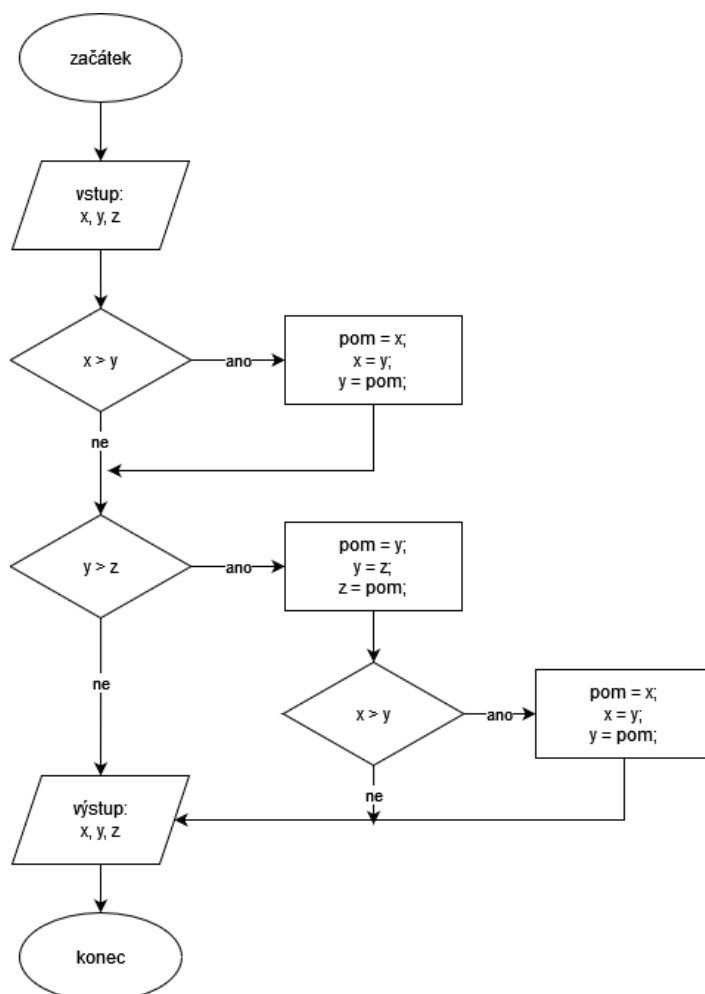 začátek
vstup:
x, y, z
x > y
ano
pom = x;
x = y;
y = pom;
ne
y > z
ano
pom = y;
y = z;
z = pom;
ne
x > y
ano
pom = x;
x = y;
y = pom;
ne
výstup:
x, y, z
konec